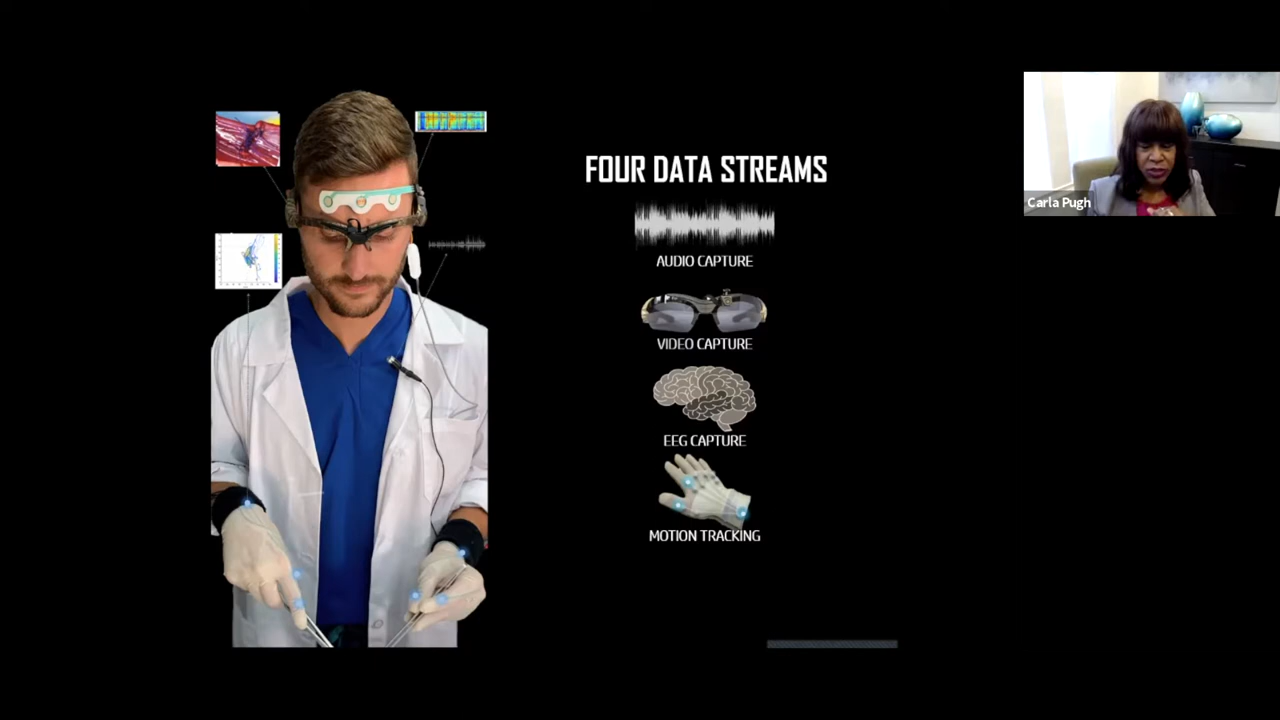 FOUR DATA STREAMS
AUDIO CAPTURE
VIDEO CAPTURE
EEG CAPTURE
MOTION TRACKING
Carla Pugh